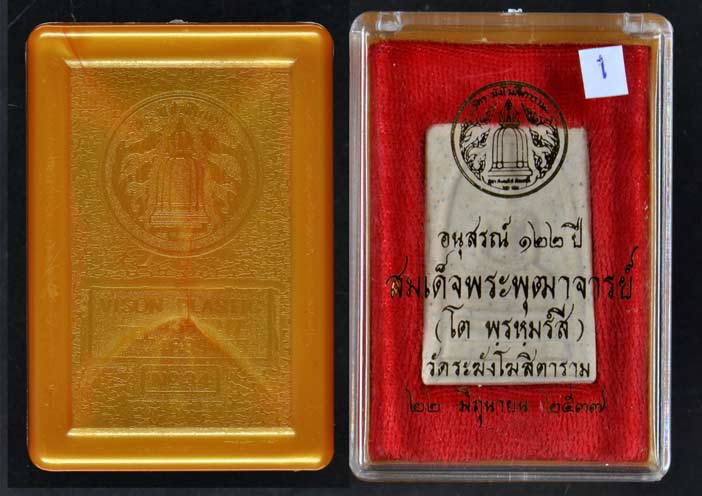 VISON PLASTIC
1
อนุสรณ์ ๑๒๒ ปี
สมเด็จพระพุฒาจารย์
(โต พฺรหฺมรํสี)
วัดระฆังโฆสิตาราม
๒๒ มิถุนายน ๒๕๓๗